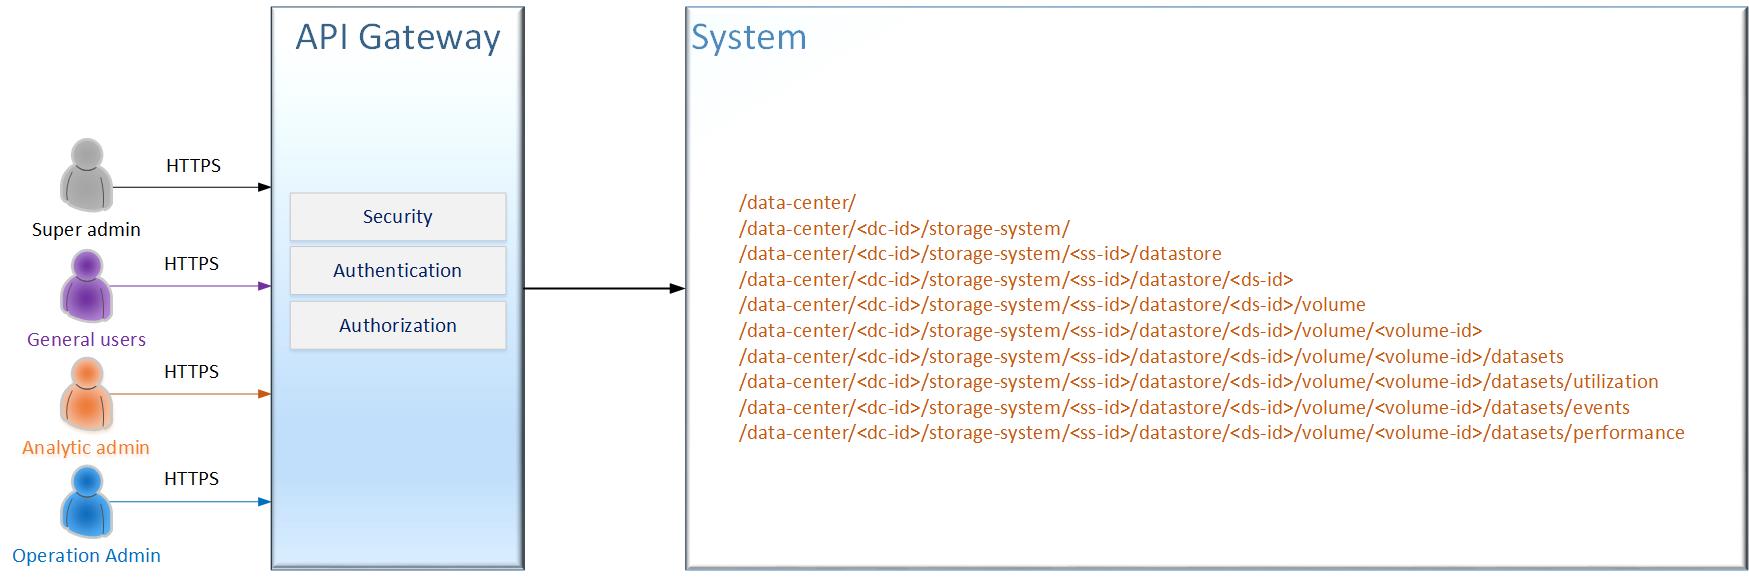 API Gateway
System
HTTPS
Super admin
HTTPS
General users
HTTPS
Analytic admin
HTTPS
Operation Admin
Security
Authentication
Authorization
/data-center/
/data-center/<dc-id>/storage-system/
/data-center/<dc-id>/storage-system/<ss-id>/datastore
/data-center/<dc-id>/storage-system/<ss-id>/datastore/<ds-id>
/data-center/<dc-id>/storage-system/<ss-id>/datastore/<ds-id>/volume
/data-center/<dc-id>/storage-system/<ss-id>/datastore/<ds-id>/volume/<volume-id>
/data-center/<dc-id>/storage-system/<ss-id>/datastore/<ds-id>/volume/<volume-id>/datasets
/data-center/<dc-id>/storage-system/<ss-id>/datastore/<ds-id>/volume/<volume-id>/datasets/utilization
/data-center/<dc-id>/storage-system/<ss-id>/datastore/<ds-id>/volume/<volume-id>/datasets/events
/data-center/<dc-id>/storage-system/<ss-id>/datastore/<ds-id>/volume/<volume-id>/datasets/performance